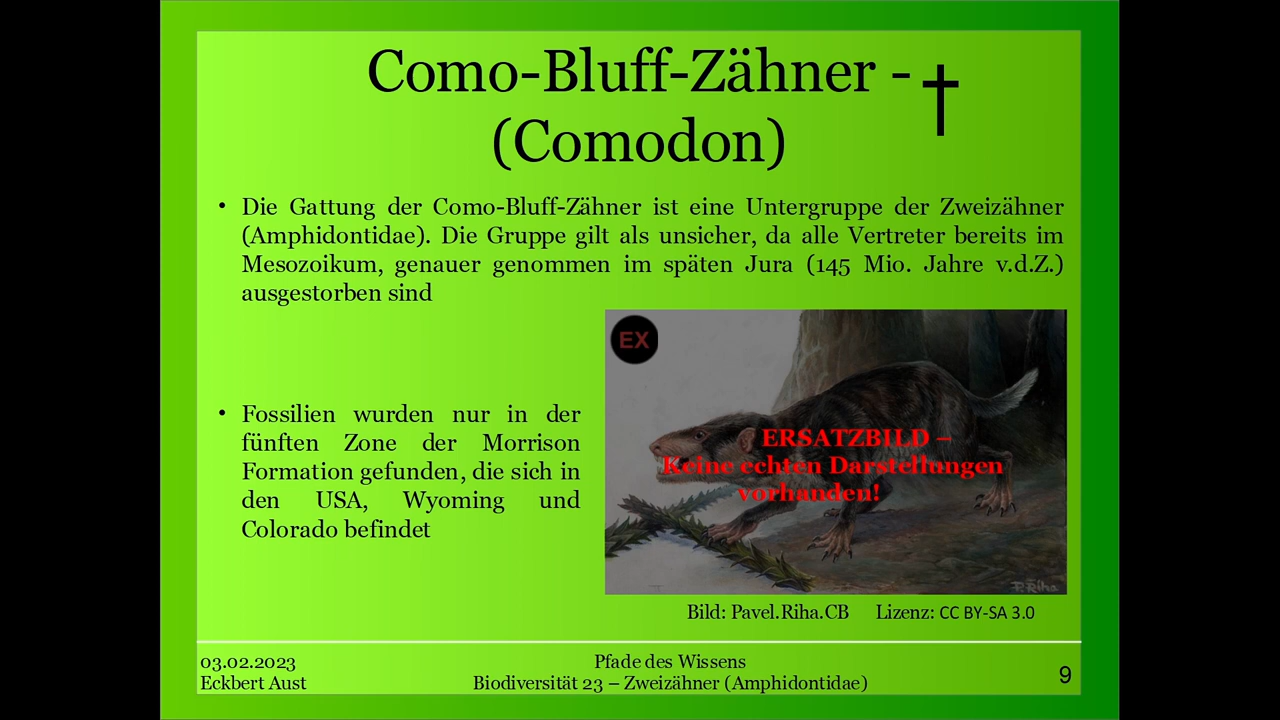 Como-Bluff-Zähner - †
(Comodon)
• Die Gattung der Como-Bluff-Zähner ist eine Untergruppe der Zweizähner
(Amphidontidae). Die Gruppe gilt als unsicher, da alle Vertreter bereits im
Mesozoikum, genauer genommen im späten Jura (145 Mio. Jahre v.d.Z.)
ausgestorben sind
• Fossilien wurden nur in der
fünften Zone der Morrison
Formation gefunden, die sich in
den USA, Wyoming und
Colorado befindet
EX
ERSATZBILD –
Keine echten Darstellungen
vorhanden!
P.Riha
Bild: Pavel.Riha.CB Lizenz: CC BY-SA 3.0
03.02.2023
Eckbert Aust
Pfade des Wissens
Biodiversität 23 – Zweizähner (Amphidontidae)
9